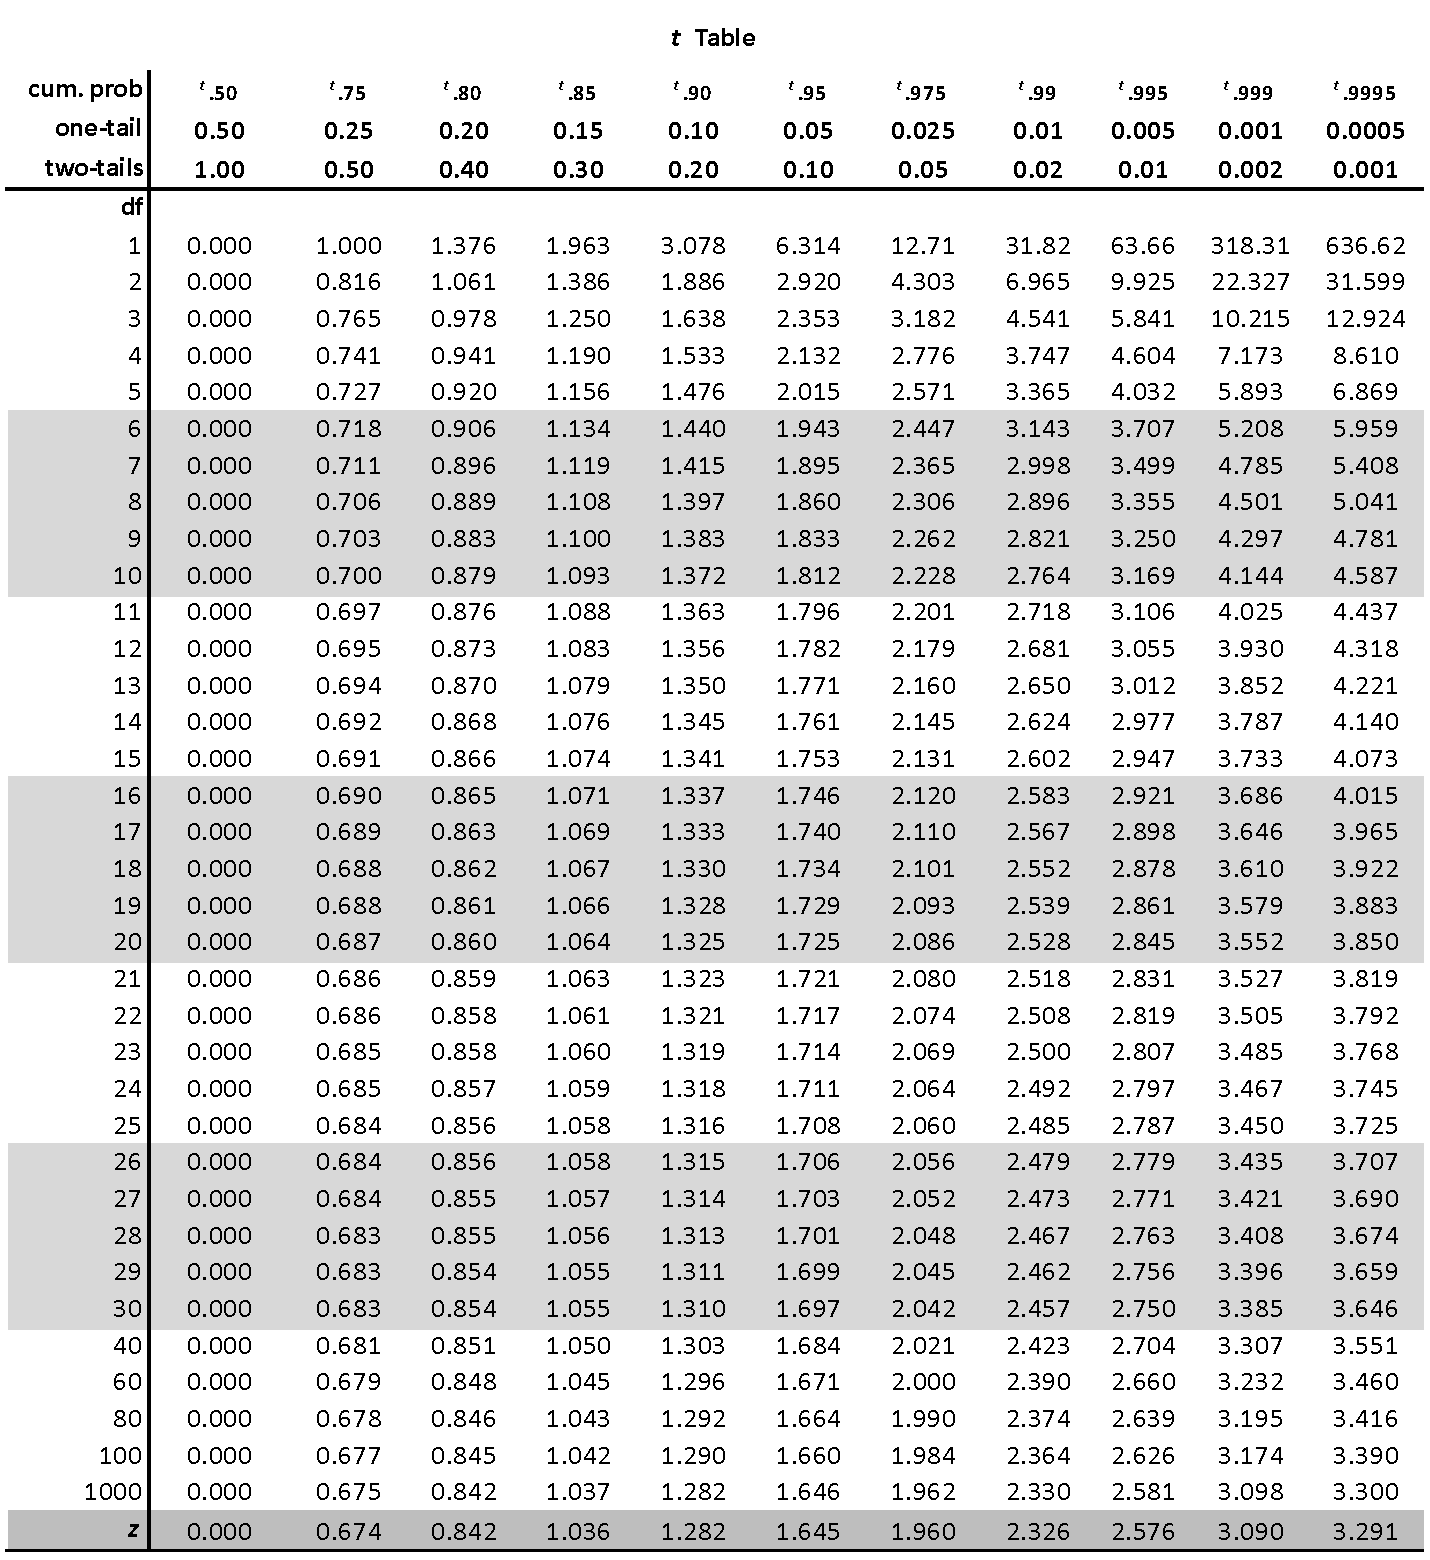 t Table
cum. prob t.50 t.75 t.80 t.85 t.90 t.95 t.975 t.99 t.995 t.999 t.9995
one-tail 0.50 0.25 0.20 0.15 0.10 0.05 0.025 0.01 0.005 0.001 0.0005
two-tails 1.00 0.50 0.40 0.30 0.20 0.10 0.05 0.02 0.01 0.002 0.001
df
1 0.000 1.000 1.376 1.963 3.078 6.314 12.71 31.82 63.66 318.31 636.62
2 0.000 0.816 1.061 1.386 1.886 2.920 4.303 6.965 9.925 22.327 31.599
3 0.000 0.765 0.978 1.250 1.638 2.353 3.182 4.541 5.841 10.215 12.924
4 0.000 0.741 0.941 1.190 1.533 2.132 2.776 3.747 4.604 7.173 8.610
5 0.000 0.727 0.920 1.156 1.476 2.015 2.571 3.365 4.032 5.893 6.869
6 0.000 0.718 0.906 1.134 1.440 1.943 2.447 3.143 3.707 5.208 5.959
7 0.000 0.711 0.896 1.119 1.415 1.895 2.365 2.998 3.499 4.785 5.408
8 0.000 0.706 0.889 1.108 1.397 1.860 2.306 2.896 3.355 4.501 5.041
9 0.000 0.703 0.883 1.100 1.383 1.833 2.262 2.821 3.250 4.297 4.781
10 0.000 0.700 0.879 1.093 1.372 1.812 2.228 2.764 3.169 4.144 4.587
11 0.000 0.697 0.876 1.088 1.363 1.796 2.201 2.718 3.106 4.025 4.437
12 0.000 0.695 0.873 1.083 1.356 1.782 2.179 2.681 3.055 3.930 4.318
13 0.000 0.694 0.870 1.079 1.350 1.771 2.160 2.650 3.012 3.852 4.221
14 0.000 0.692 0.868 1.076 1.345 1.761 2.145 2.624 2.977 3.787 4.140
15 0.000 0.691 0.866 1.074 1.341 1.753 2.131 2.602 2.947 3.733 4.073
16 0.000 0.690 0.865 1.071 1.337 1.746 2.120 2.583 2.921 3.686 4.015
17 0.000 0.689 0.863 1.069 1.333 1.740 2.110 2.567 2.898 3.646 3.965
18 0.000 0.688 0.862 1.067 1.330 1.734 2.101 2.552 2.878 3.610 3.922
19 0.000 0.688 0.861 1.066 1.328 1.729 2.093 2.539 2.861 3.579 3.883
20 0.000 0.687 0.860 1.064 1.325 1.725 2.086 2.528 2.845 3.552 3.850
21 0.000 0.686 0.859 1.063 1.323 1.721 2.080 2.518 2.831 3.527 3.819
22 0.000 0.686 0.858 1.061 1.321 1.717 2.074 2.508 2.819 3.505 3.792
23 0.000 0.685 0.858 1.060 1.319 1.714 2.069 2.500 2.807 3.485 3.768
24 0.000 0.685 0.857 1.059 1.318 1.711 2.064 2.492 2.797 3.467 3.745
25 0.000 0.684 0.856 1.058 1.316 1.708 2.060 2.485 2.787 3.450 3.725
26 0.000 0.684 0.856 1.058 1.315 1.706 2.056 2.479 2.779 3.435 3.707
27 0.000 0.684 0.855 1.057 1.314 1.703 2.052 2.473 2.771 3.421 3.690
28 0.000 0.683 0.855 1.056 1.313 1.701 2.048 2.467 2.763 3.408 3.674
29 0.000 0.683 0.854 1.055 1.311 1.699 2.045 2.462 2.756 3.396 3.659
30 0.000 0.683 0.854 1.055 1.310 1.697 2.042 2.457 2.750 3.385 3.646
40 0.000 0.681 0.851 1.050 1.303 1.684 2.021 2.423 2.704 3.307 3.551
60 0.000 0.679 0.848 1.045 1.296 1.671 2.000 2.390 2.660 3.232 3.460
80 0.000 0.678 0.846 1.043 1.292 1.664 1.990 2.374 2.639 3.195 3.416
100 0.000 0.677 0.845 1.042 1.290 1.660 1.984 2.364 2.626 3.174 3.390
1000 0.000 0.675 0.842 1.037 1.282 1.646 1.962 2.330 2.581 3.098 3.300
z 0.000 0.674 0.842 1.036 1.282 1.645 1.960 2.326 2.576 3.090 3.291